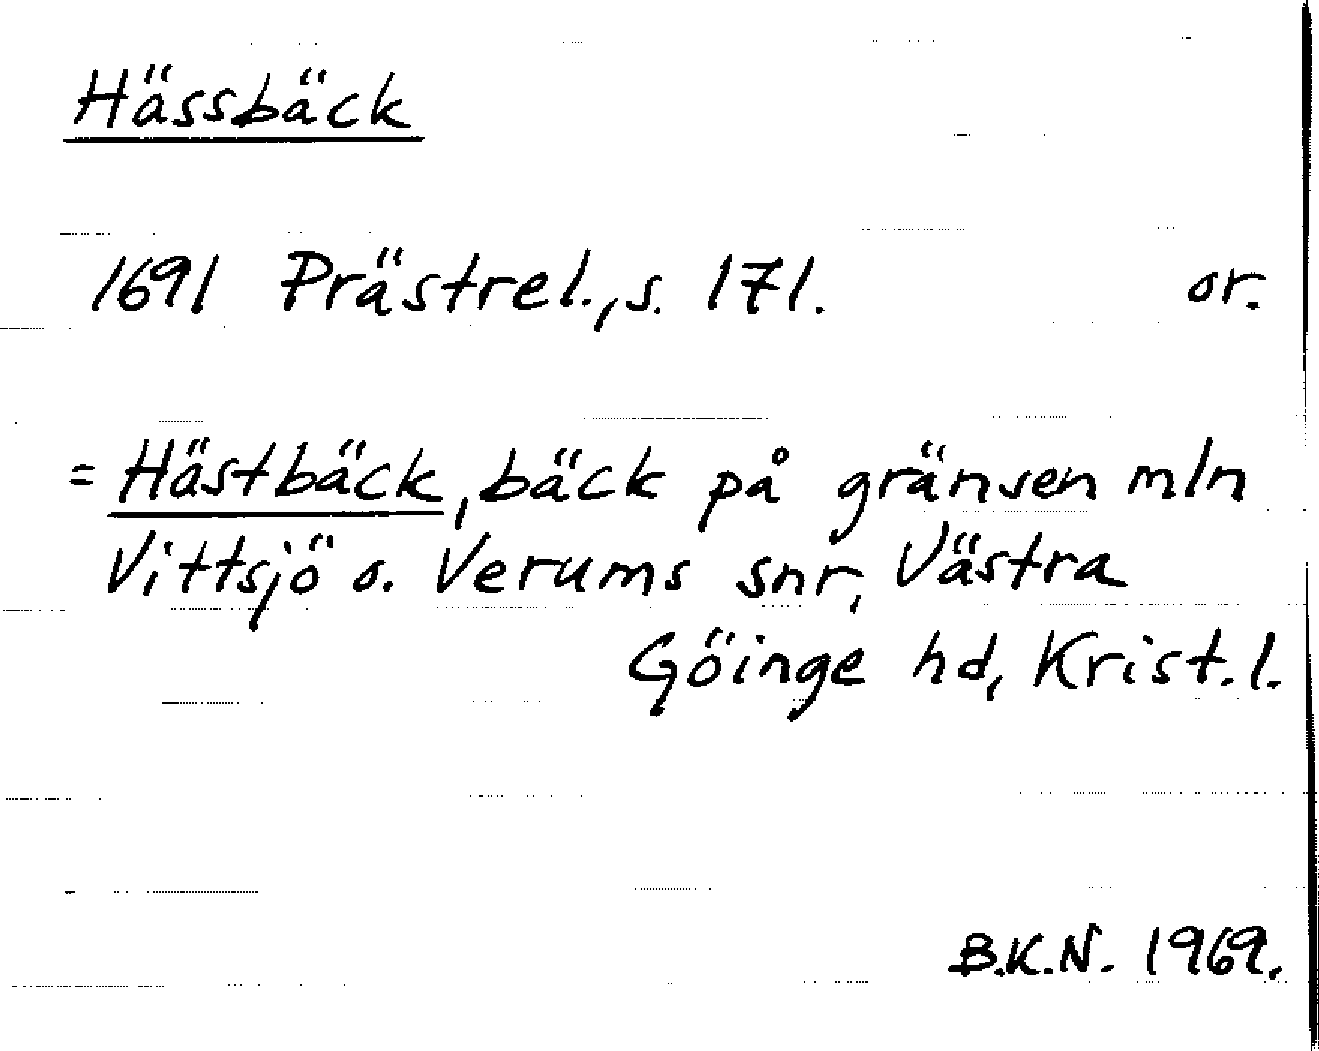 Hässbäck
1691 Prästrel., s. 171. or.
= Hästbäck, bäck på gränsen mln
Vittsjö o. Verums snr, Västra
Göinge hd, Krist. l.
B.K.N. 1969.